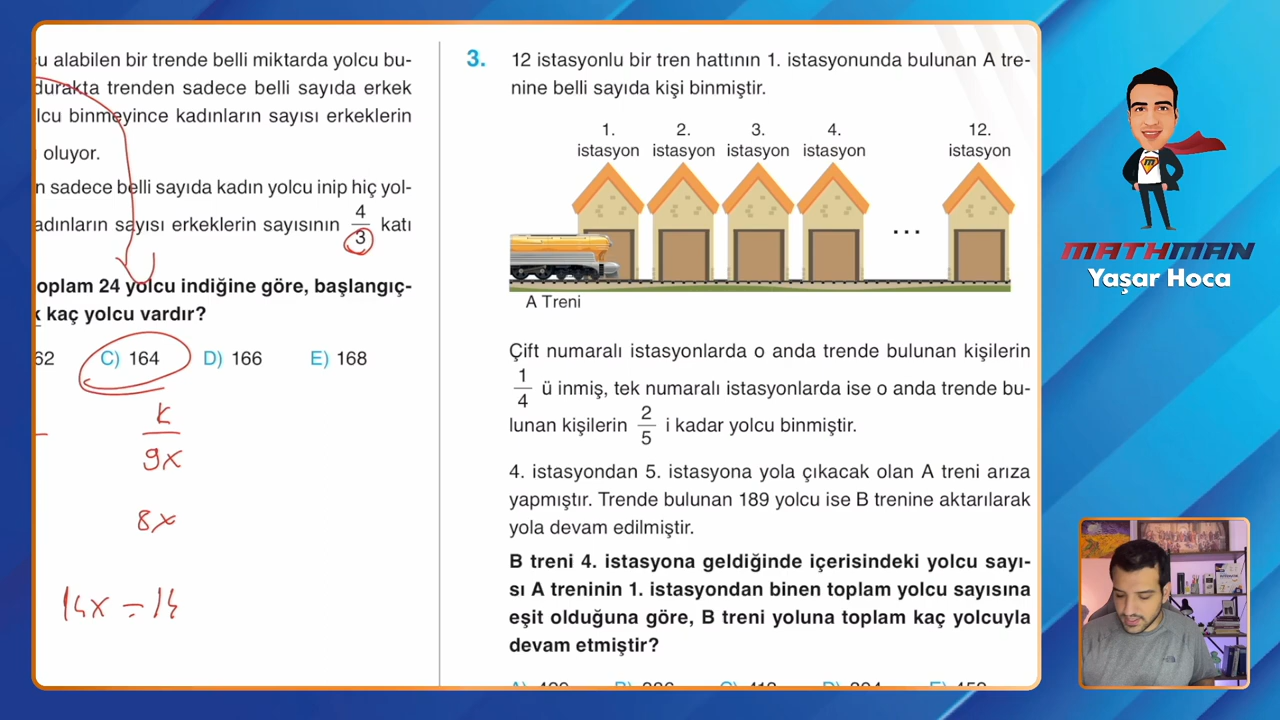 u alabilen bir trende belli miktarda yolcu bu-
durakta trenden sadece belli sayıda erkek
lcu binmeyince kadınların sayısı erkeklerin
oluyor.
n sadece belli sayıda kadın yolcu inip hiç yol-
adınların sayısı erkeklerin sayısının 4/3 katı
oplam 24 yolcu indiğine göre, başlangıç-
k kaç yolcu vardır?
62 C) 164 D) 166 E) 168
K
9x
8x
14x = 14
3. 12 istasyonlu bir tren hattının 1. istasyonunda bulunan A tre-
nine belli sayıda kişi binmiştir.
1. istasyon 2. istasyon 3. istasyon 4. istasyon ... 12. istasyon
A Treni
Çift numaralı istasyonlarda o anda trende bulunan kişilerin
1/4 ü inmiş, tek numaralı istasyonlarda ise o anda trende bu-
lunan kişilerin 2/5 i kadar yolcu binmiştir.
4. istasyondan 5. istasyona yola çıkacak olan A treni arıza
yapmıştır. Trende bulunan 189 yolcu ise B trenine aktarılarak
yola devam edilmiştir.
B treni 4. istasyona geldiğinde içerisindeki yolcu sayı-
sı A treninin 1. istasyondan binen toplam yolcu sayısına
eşit olduğuna göre, B treni yoluna toplam kaç yolcuyla
devam etmiştir?
MATHMAN
Yaşar Hoca